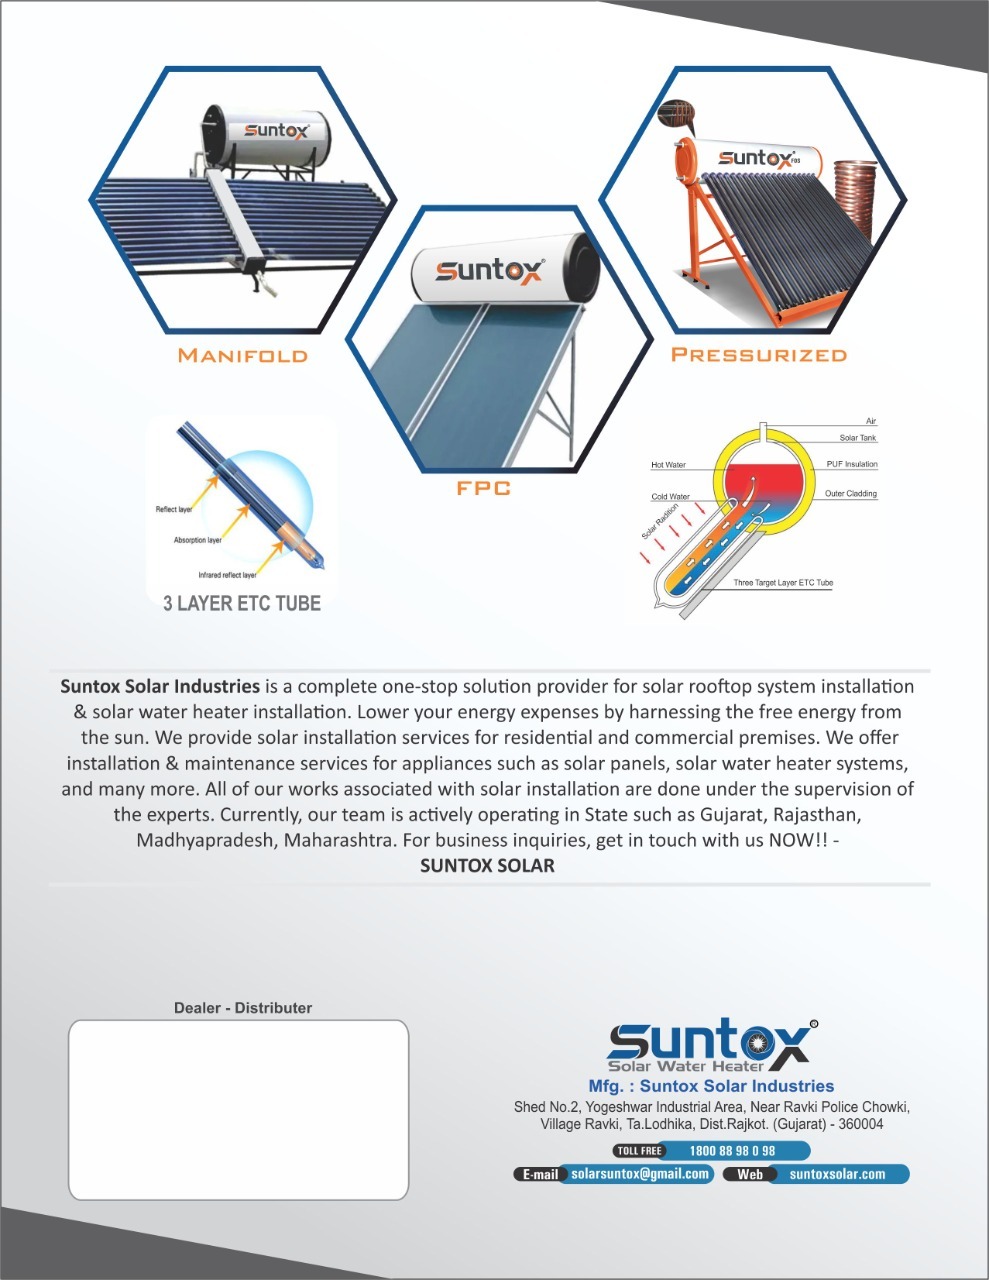 Suntox
Suntox FDS
Suntox
MANIFOLD
PRESSURIZED
FPC
Reflect layer
Absorption layer
Infrared reflect layer
3 LAYER ETC TUBE
Air
Solar Tank
Hot Water
PUF Insulation
Cold Water
Outer Cladding
Solar Radition
Three Target Layer ETC Tube
Suntox Solar Industries is a complete one-stop solution provider for solar rooftop system installation
& solar water heater installation. Lower your energy expenses by harnessing the free energy from
the sun. We provide solar installation services for residential and commercial premises. We offer
installation & maintenance services for appliances such as solar panels, solar water heater systems,
and many more. All of our works associated with solar installation are done under the supervision of
the experts. Currently, our team is actively operating in State such as Gujarat, Rajasthan,
Madhyapradesh, Maharashtra. For business inquiries, get in touch with us NOW!! -
SUNTOX SOLAR
Dealer - Distributer
Suntox®
Solar Water Heater
Mfg. : Suntox Solar Industries
Shed No.2, Yogeshwar Industrial Area, Near Ravki Police Chowki,
Village Ravki, Ta.Lodhika, Dist.Rajkot. (Gujarat) - 360004
TOLL FREE 1800 88 98 0 98
E-mail solarsuntox@gmail.com Web suntoxsolar.com